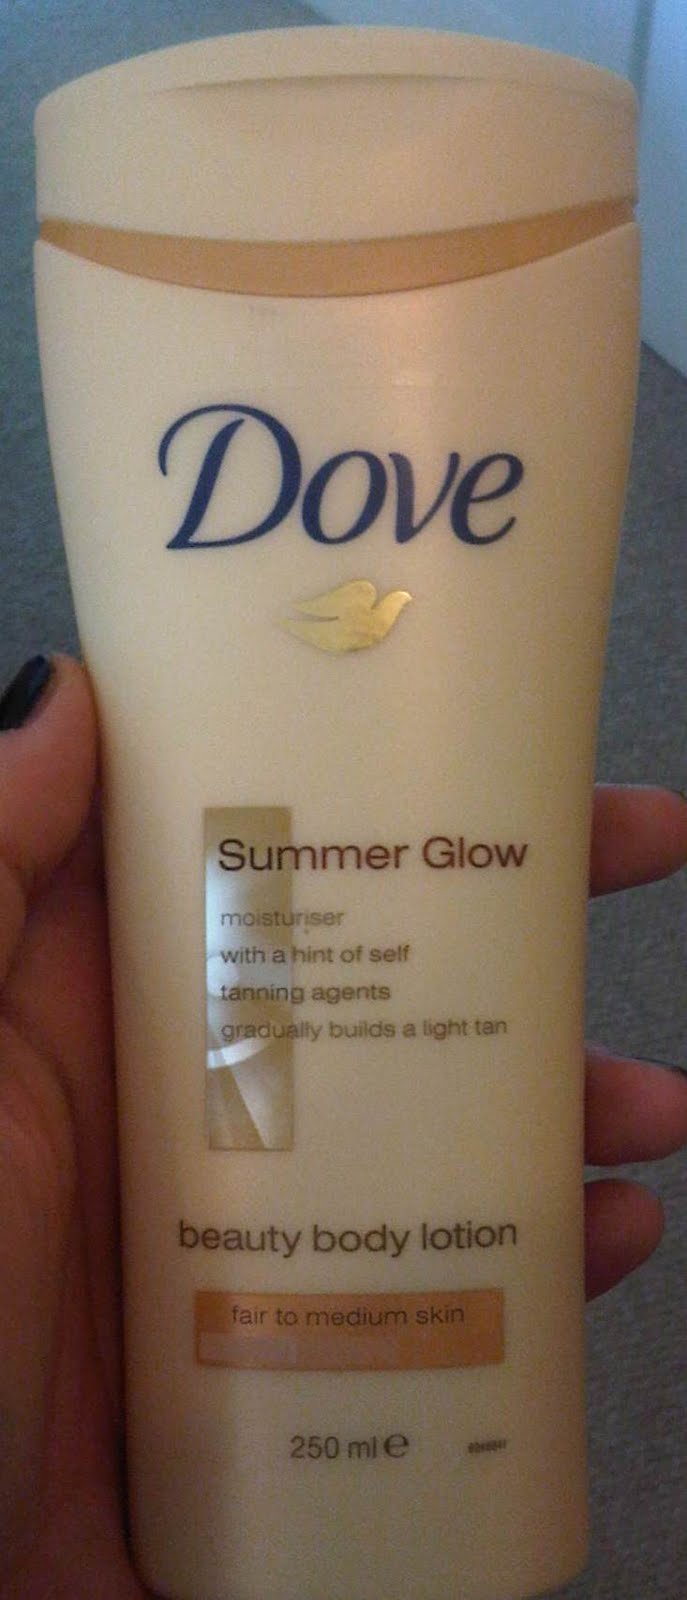 Dove
Summer Glow
moisturiser
with a hint of self
tanning agents
gradually builds a light tan
beauty body lotion
fair to medium skin
250 ml e